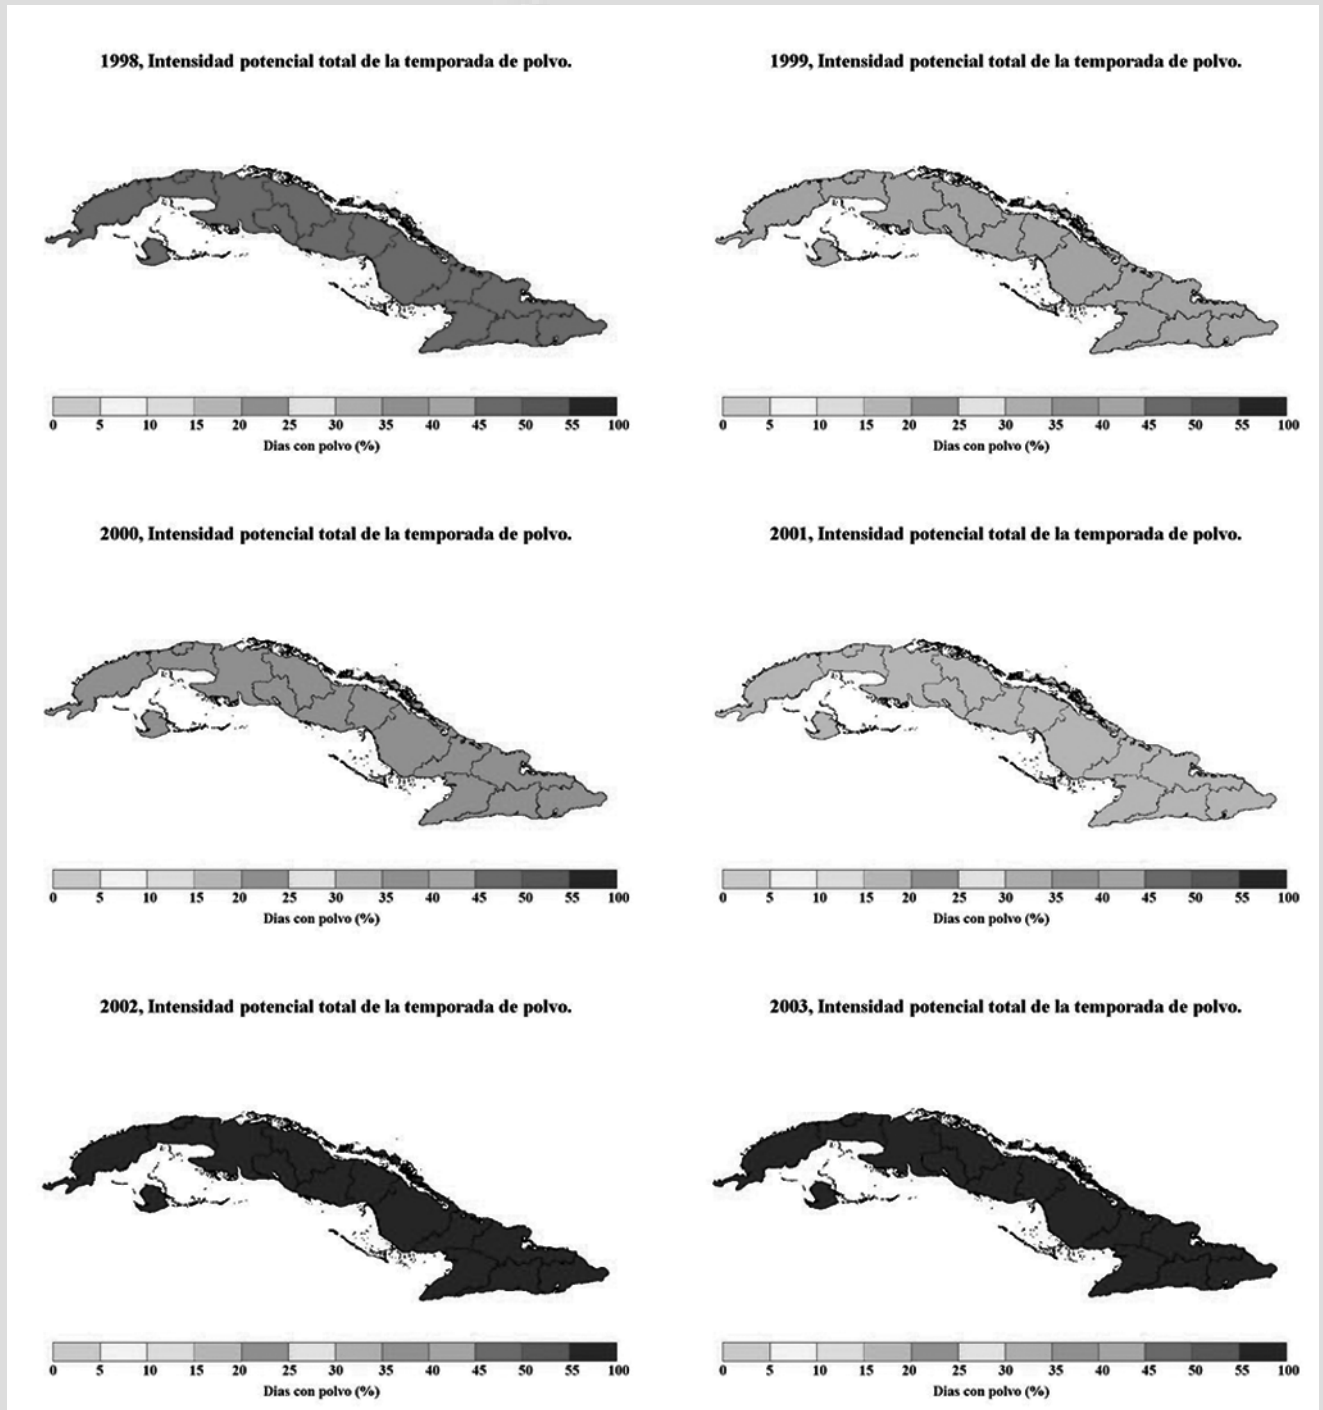 1998, Intensidad potencial total de la temporada de polvo.
1999, Intensidad potencial total de la temporada de polvo.
0 5 10 15 20 25 30 35 40 45 50 55 100
Dias con polvo (%)
0 5 10 15 20 25 30 35 40 45 50 55 100
Dias con polvo (%)
2000, Intensidad potencial total de la temporada de polvo.
2001, Intensidad potencial total de la temporada de polvo.
0 5 10 15 20 25 30 35 40 45 50 55 100
Dias con polvo (%)
0 5 10 15 20 25 30 35 40 45 50 55 100
Dias con polvo (%)
2002, Intensidad potencial total de la temporada de polvo.
2003, Intensidad potencial total de la temporada de polvo.
0 5 10 15 20 25 30 35 40 45 50 55 100
Dias con polvo (%)
0 5 10 15 20 25 30 35 40 45 50 55 100
Dias con polvo (%)